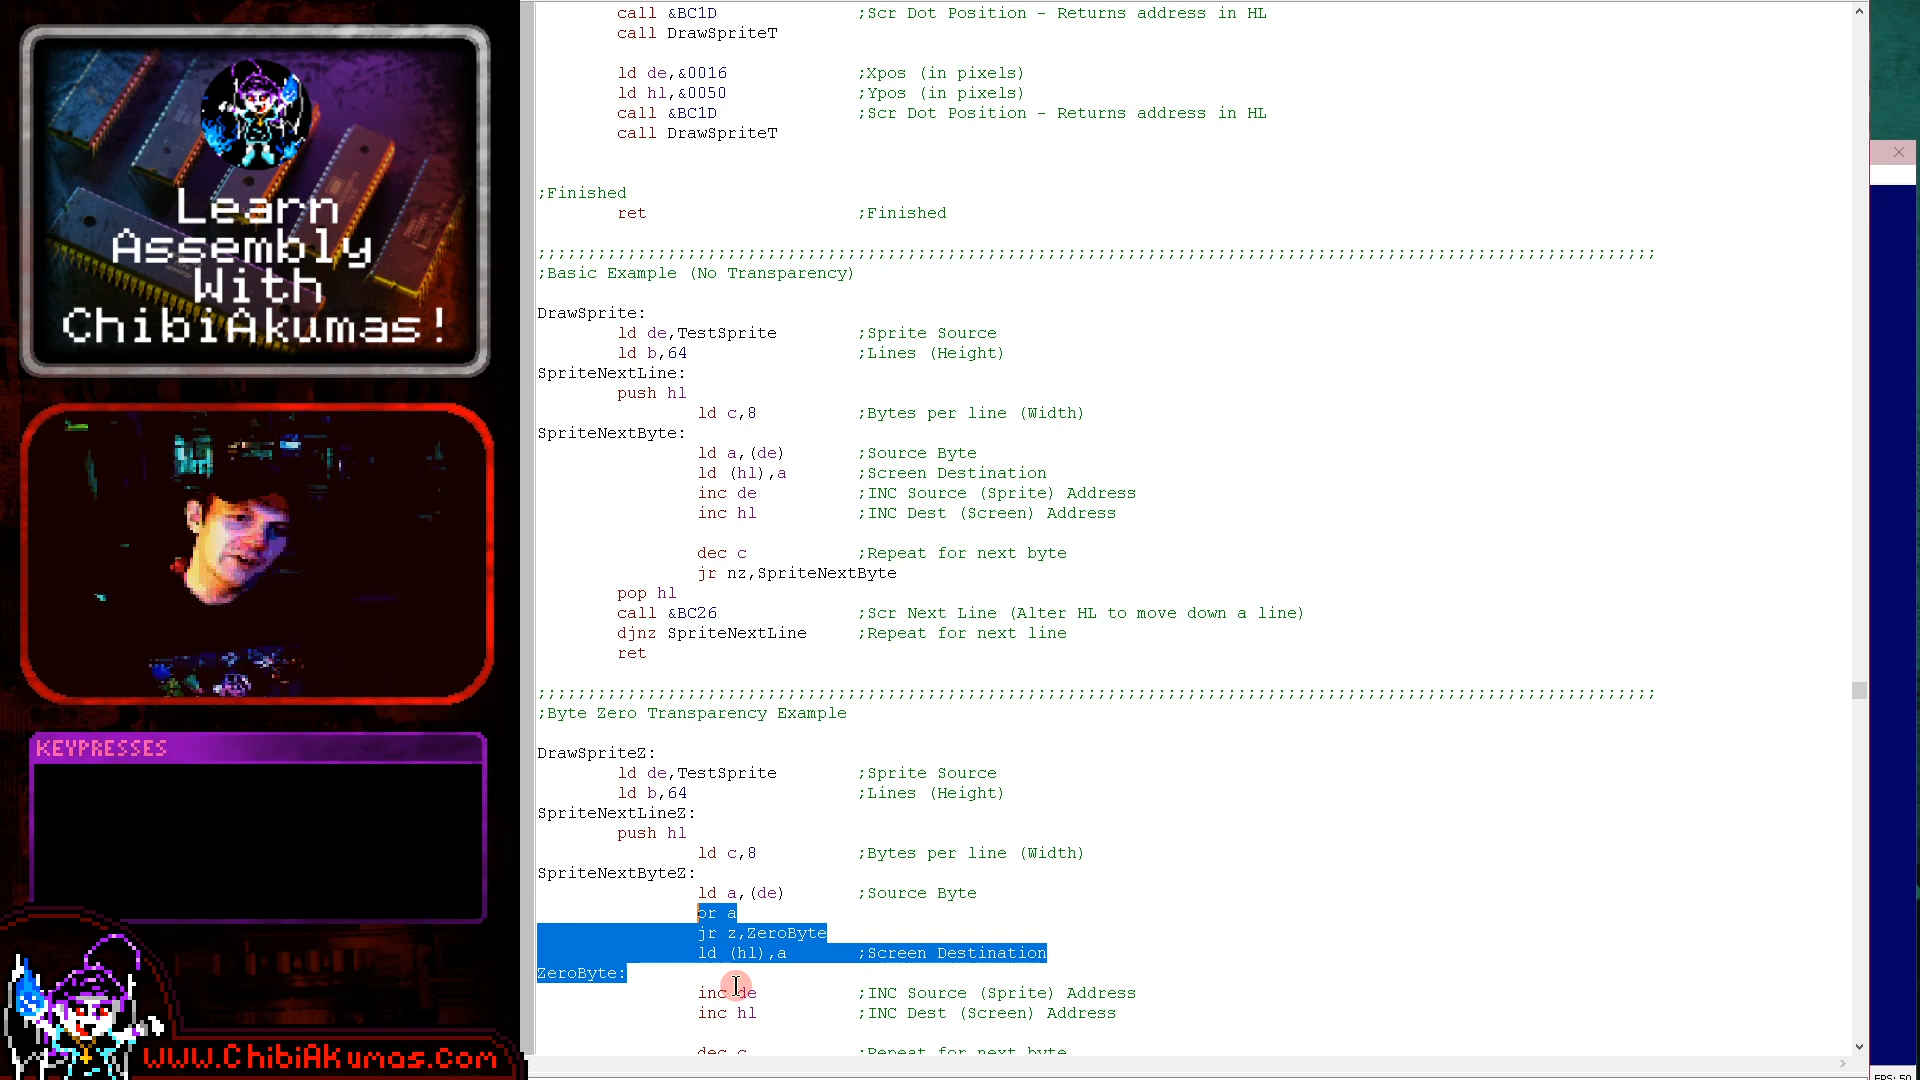 Learn
Assembly
With
ChibiAkumas!
KEYPRESSES
www.ChibiAkumas.com
call &BC1D ;Scr Dot Position - Returns address in HL
call DrawSpriteT
ld de,&0016 ;Xpos (in pixels)
ld hl,&0050 ;Ypos (in pixels)
call &BC1D ;Scr Dot Position - Returns address in HL
call DrawSpriteT
;Finished
ret ;Finished
;;;;;;;;;;;;;;;;;;;;;;;;;;;;;;;;;;;;;;;;;;;;;;;;;;;;;;;;;;;;;;;;;;;;;;;;;;;;;;;;;;;;;;;;;;;;;;;;;;;;;;;;;;;;;;;;
;Basic Example (No Transparency)
DrawSprite:
ld de,TestSprite ;Sprite Source
ld b,64 ;Lines (Height)
SpriteNextLine:
push hl
ld c,8 ;Bytes per line (Width)
SpriteNextByte:
ld a,(de) ;Source Byte
ld (hl),a ;Screen Destination
inc de ;INC Source (Sprite) Address
inc hl ;INC Dest (Screen) Address
dec c ;Repeat for next byte
jr nz,SpriteNextByte
pop hl
call &BC26 ;Scr Next Line (Alter HL to move down a line)
djnz SpriteNextLine ;Repeat for next line
ret
;;;;;;;;;;;;;;;;;;;;;;;;;;;;;;;;;;;;;;;;;;;;;;;;;;;;;;;;;;;;;;;;;;;;;;;;;;;;;;;;;;;;;;;;;;;;;;;;;;;;;;;;;;;;;;;;
;Byte Zero Transparency Example
DrawSpriteZ:
ld de,TestSprite ;Sprite Source
ld b,64 ;Lines (Height)
SpriteNextLineZ:
push hl
ld c,8 ;Bytes per line (Width)
SpriteNextByteZ:
ld a,(de) ;Source Byte
or a
jr z,ZeroByte
ld (hl),a ;Screen Destination
ZeroByte:
inc de ;INC Source (Sprite) Address
inc hl ;INC Dest (Screen) Address
dec c ;Repeat for next byte
FPS: 50